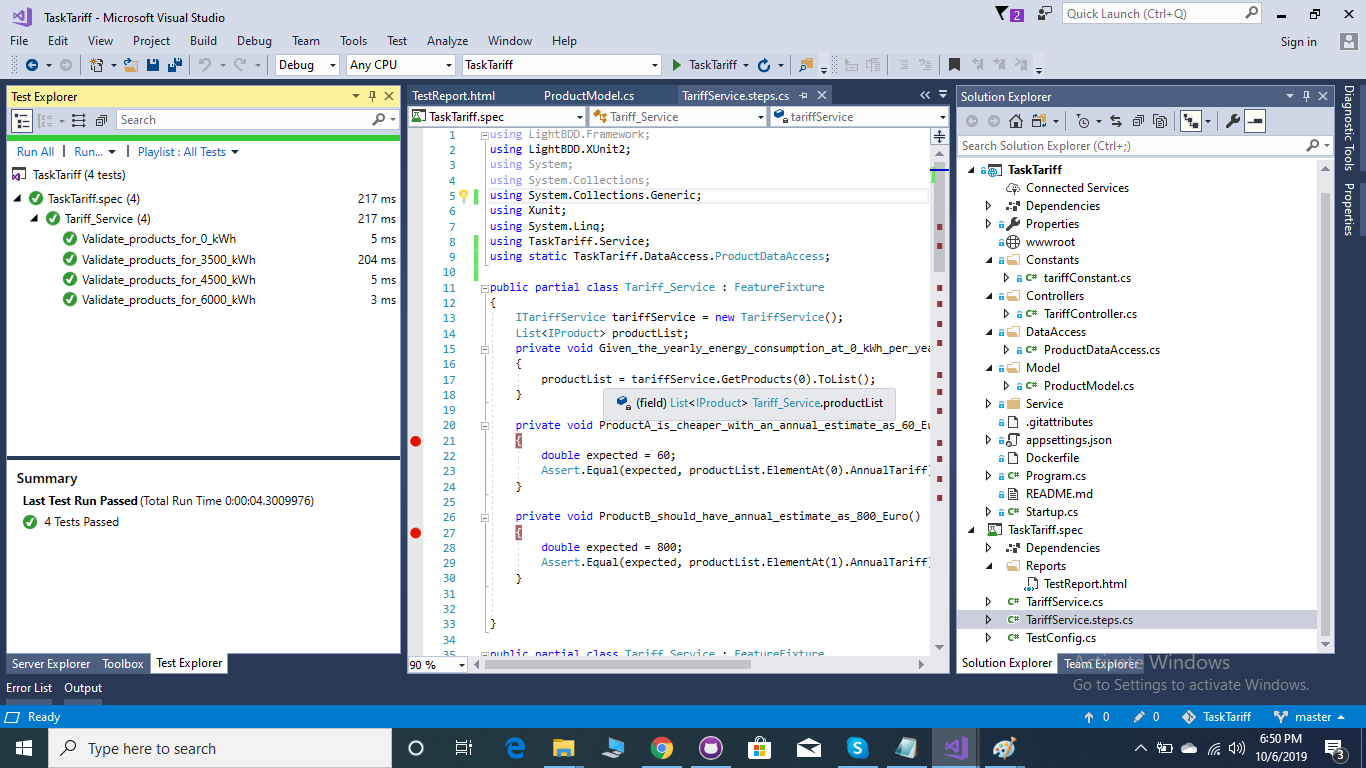 TaskTariff - Microsoft Visual Studio
2
Quick Launch (Ctrl+Q)
File Edit View Project Build Debug Team Tools Test Analyze Window Help
Sign in
Debug Any CPU TaskTariff TaskTariff
Test Explorer
Search
Run All | Run... | Playlist : All Tests
TaskTariff (4 tests)
TaskTariff.spec (4) 217 ms
Tariff_Service (4) 217 ms
Validate_products_for_0_kWh 5 ms
Validate_products_for_3500_kWh 204 ms
Validate_products_for_4500_kWh 5 ms
Validate_products_for_6000_kWh 3 ms
Summary
Last Test Run Passed (Total Run Time 0:00:04.3009976)
4 Tests Passed
Server Explorer Toolbox Test Explorer
TestReport.html ProductModel.cs TariffService.steps.cs
TaskTariff.spec Tariff_Service tariffService
1 using LightBDD.Framework;
2 using LightBDD.XUnit2;
3 using System;
4 using System.Collections;
5 using System.Collections.Generic;
6 using Xunit;
7 using System.Linq;
8 using TaskTariff.Service;
9 using static TaskTariff.DataAccess.ProductDataAccess;
10
11 public partial class Tariff_Service : FeatureFixture
12 {
13 ITariffService tariffService = new TariffService();
14 List<IProduct> productList;
15 private void Given_the_yearly_energy_consumption_at_0_kWh_per_yea
16 {
17 productList = tariffService.GetProducts(0).ToList();
18 }
(field) List<IProduct> Tariff_Service.productList
19
20 private void ProductA_is_cheaper_with_an_annual_estimate_as_60_Eu
21 {
22 double expected = 60;
23 Assert.Equal(expected, productList.ElementAt(0).AnnualTariff)
24 }
25
26 private void ProductB_should_have_annual_estimate_as_800_Euro()
27 {
28 double expected = 800;
29 Assert.Equal(expected, productList.ElementAt(1).AnnualTariff)
30 }
31
32
33 }
34
35 public partial class Tariff_Service : FeatureFixture
90 %
Solution Explorer
Search Solution Explorer (Ctrl+;)
TaskTariff
Connected Services
Dependencies
Properties
wwwroot
Constants
C# tariffConstant.cs
Controllers
C# TariffController.cs
DataAccess
C# ProductDataAccess.cs
Model
C# ProductModel.cs
Service
.gitattributes
appsettings.json
Dockerfile
C# Program.cs
README.md
C# Startup.cs
TaskTariff.spec
Dependencies
Reports
TestReport.html
C# TariffService.cs
C# TariffService.steps.cs
C# TestConfig.cs
Solution Explorer Team Explorer
Diagnostic Tools
Properties
Activate Windows
Go to Settings to activate Windows.
Error List Output
Ready
0 0 TaskTariff master
Type here to search
6:50 PM
10/6/2019
3